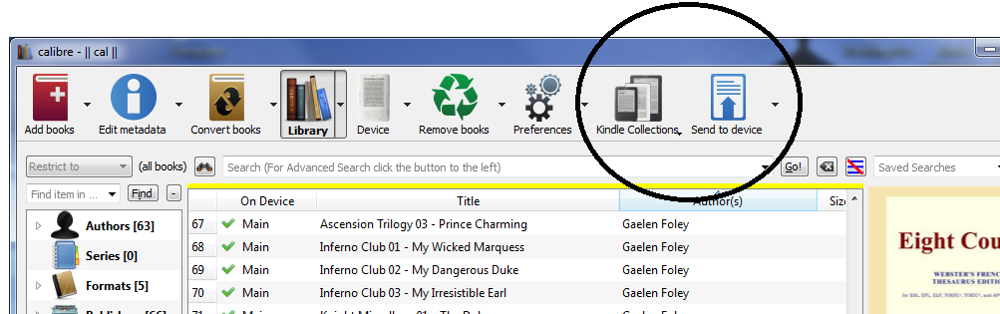 calibre - || cal ||
Add books Edit metadata Convert books Library Device Remove books Preferences Kindle Collections Send to device
Restrict to (all books) Search (For Advanced Search click the button to the left) Go! Saved Searches
Find item in ... Find -
On Device Title Author(s) Size
Authors [63]
Series [0]
Formats [5]
67 Main Ascension Trilogy 03 - Prince Charming Gaelen Foley
68 Main Inferno Club 01 - My Wicked Marquess Gaelen Foley
69 Main Inferno Club 02 - My Dangerous Duke Gaelen Foley
70 Main Inferno Club 03 - My Irresistible Earl Gaelen Foley
Eight Cou
WEBSTER'S FRENC
THESAURUS EDITIO